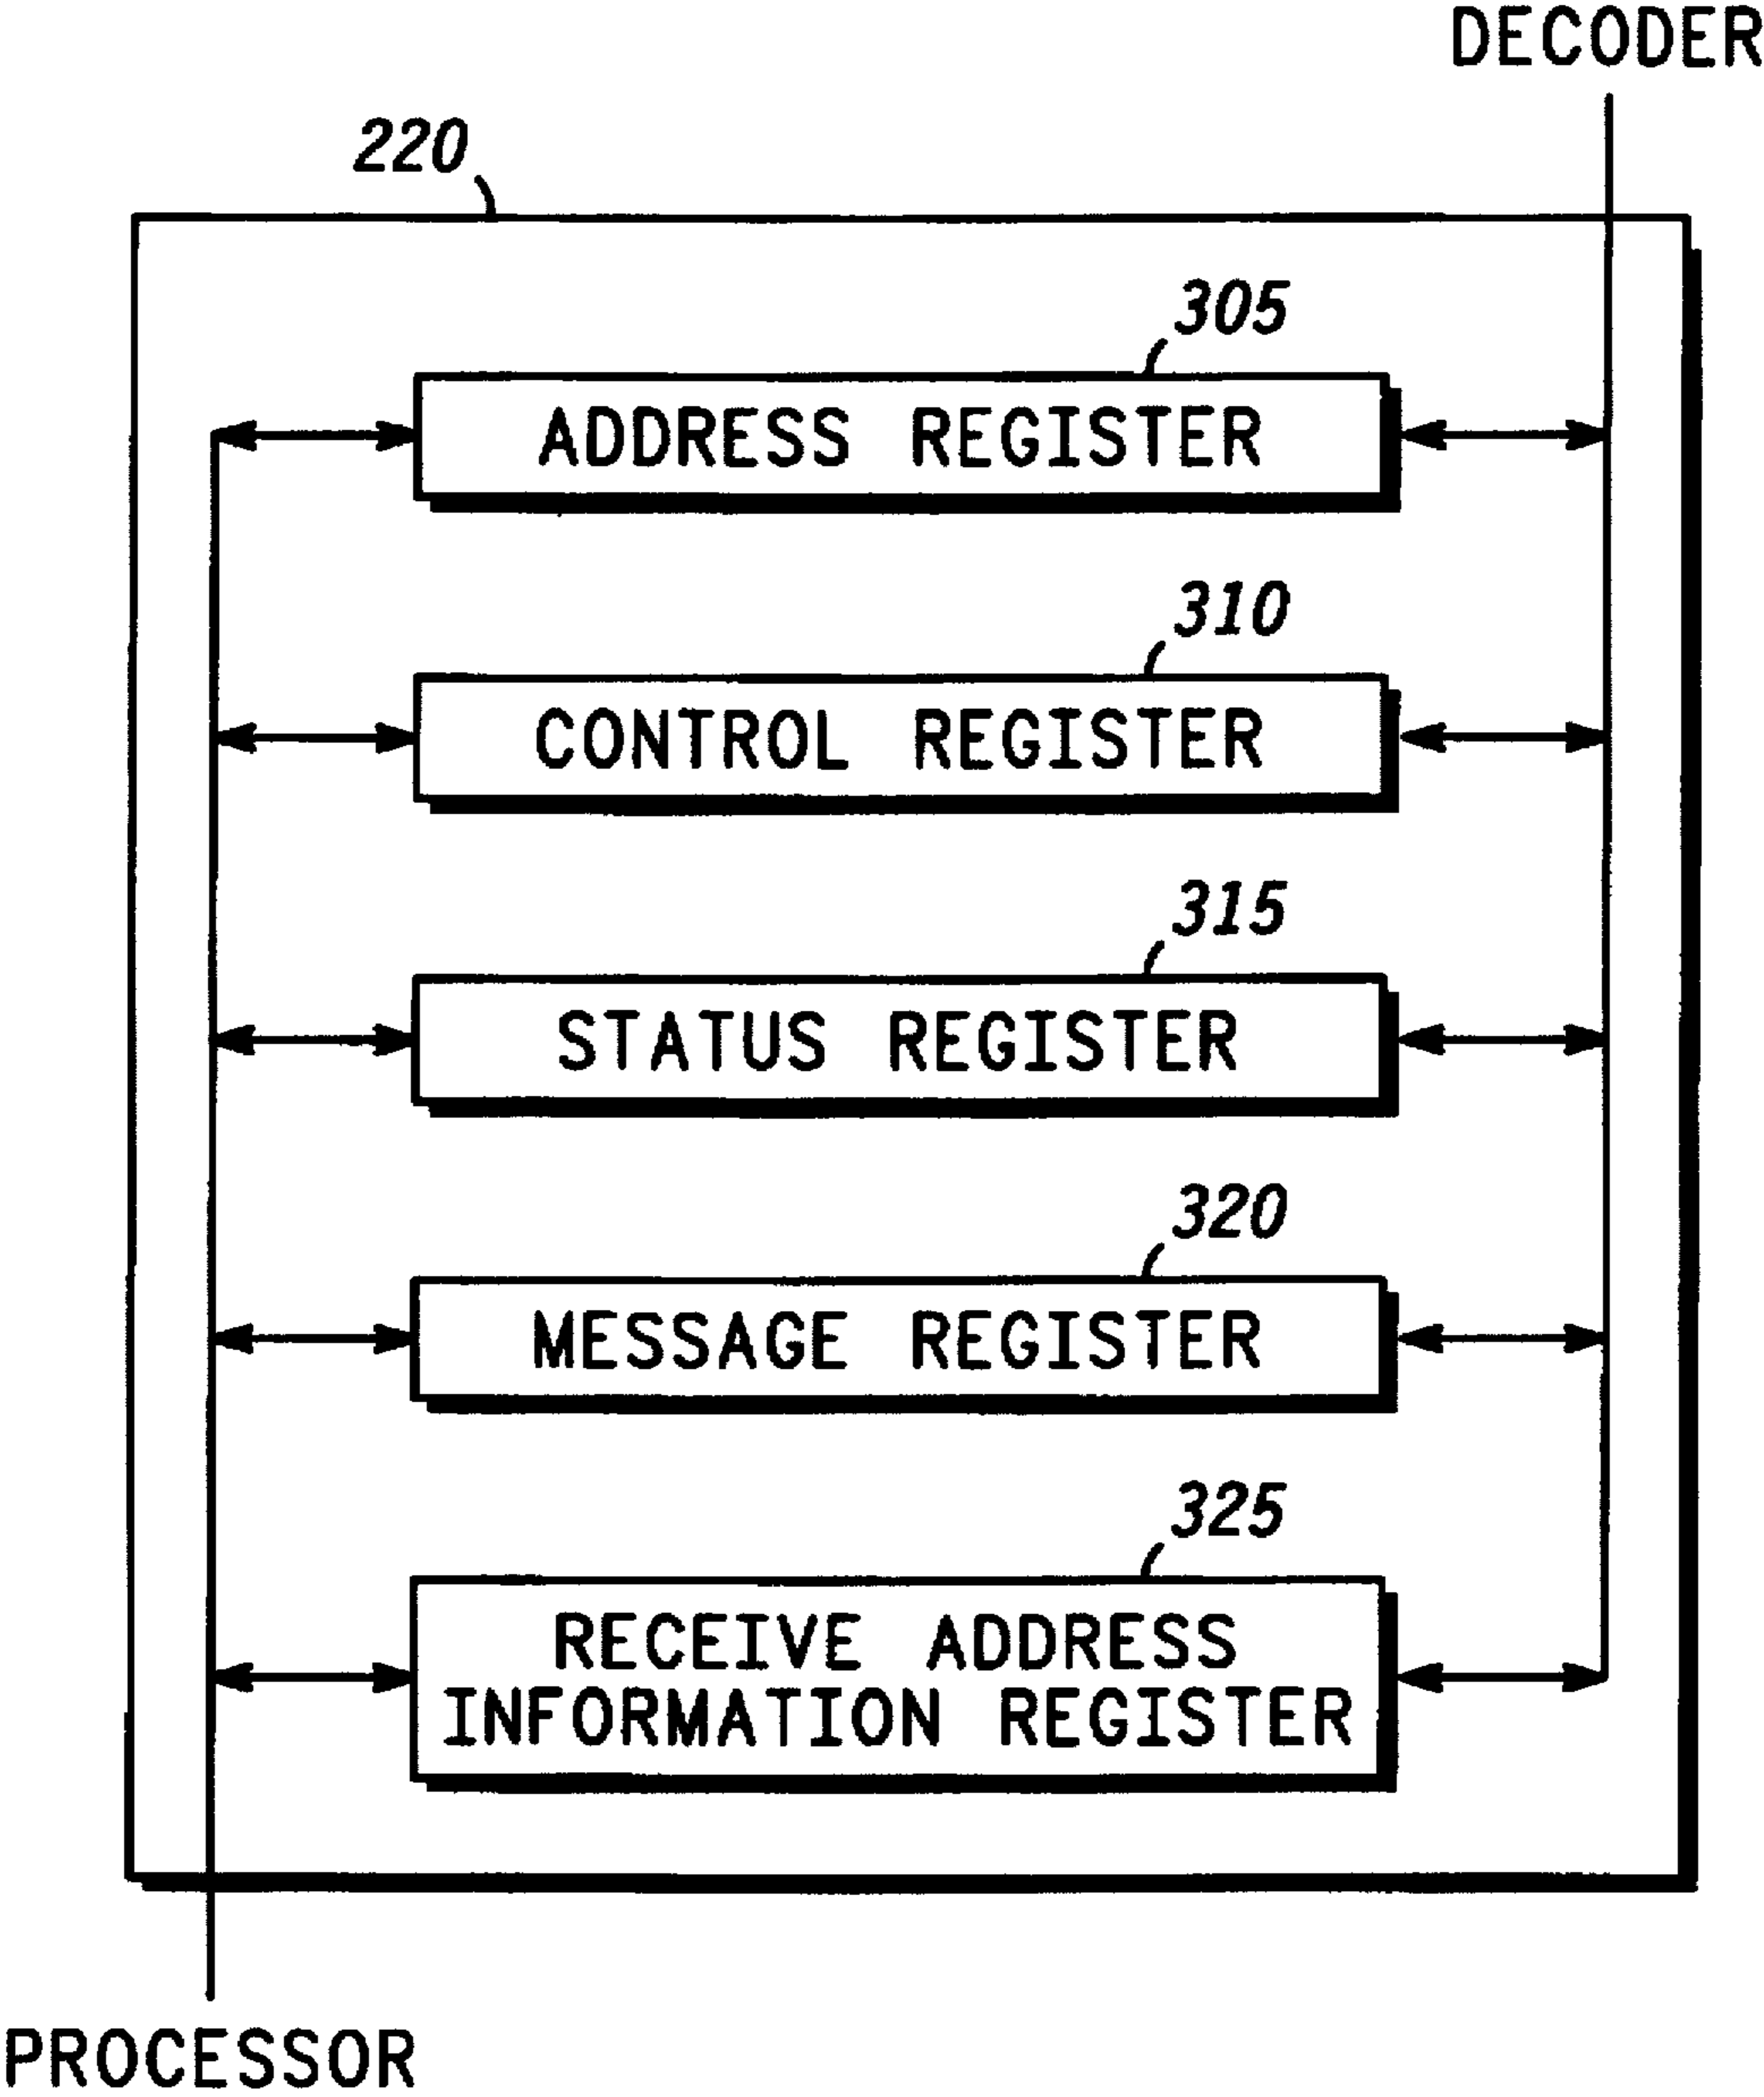 DECODER
220
305
ADDRESS REGISTER
310
CONTROL REGISTER
315
STATUS REGISTER
320
MESSAGE REGISTER
325
RECEIVE ADDRESS
INFORMATION REGISTER
PROCESSOR